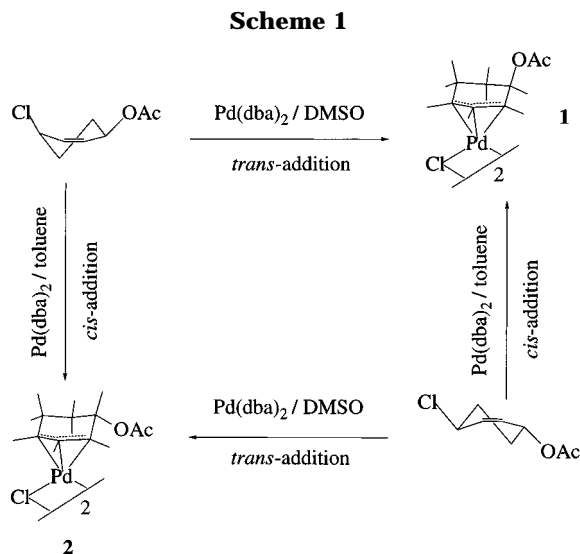 Scheme 1
Cl
OAc
Pd(dba)₂ / DMSO
trans-addition
OAc
1
Pd
Cl
2
Pd(dba)₂ / toluene
cis-addition
Pd(dba)₂ / toluene
cis-addition
OAc
Pd
Cl
2
2
Pd(dba)₂ / DMSO
trans-addition
Cl
OAc